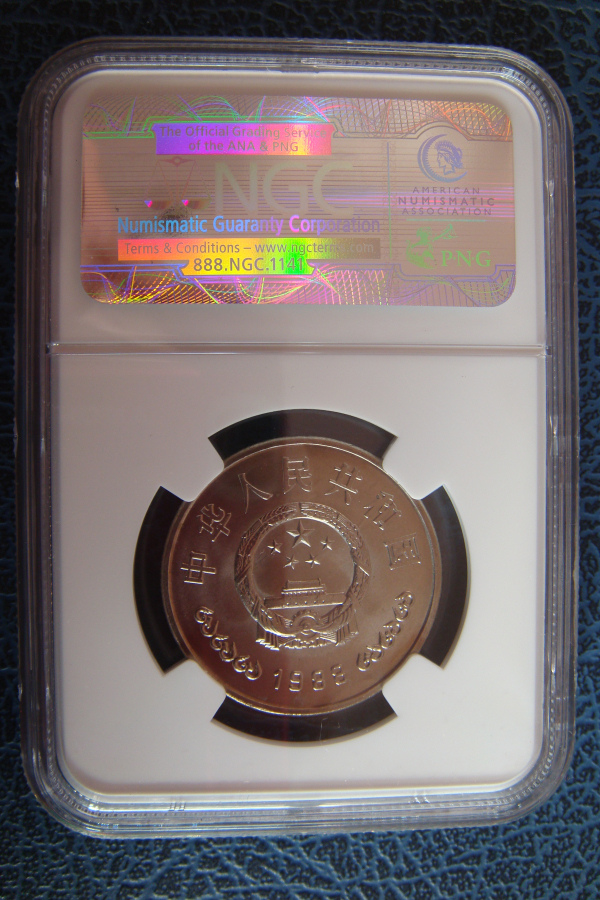 The Official Grading Service
of the ANA & PNG
NGC
Numismatic Guaranty Corporation
Terms & Conditions – www.ngcterms.com
888.NGC.1141
AMERICAN
NUMISMATIC
ASSOCIATION
P·N·G
中华人民共和国
1988